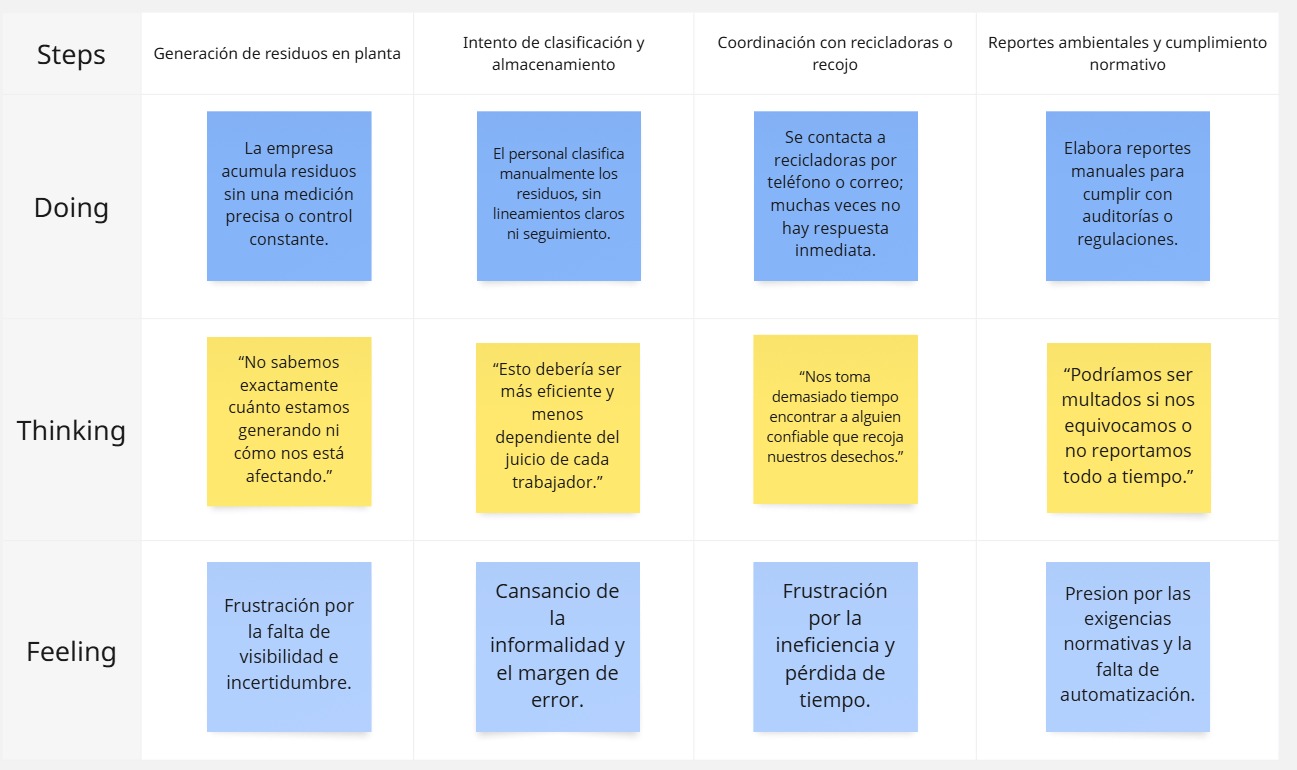 Steps
Generación de residuos en planta
Intento de clasificación y
almacenamiento
Coordinación con recicladoras o
recojo
Reportes ambientales y cumplimiento
normativo
Doing
La empresa
acumula residuos
sin una medición
precisa o control
constante.
El personal clasifica
manualmente los
residuos, sin
lineamientos claros
ni seguimiento.
Se contacta a
recicladoras por
teléfono o correo;
muchas veces no
hay respuesta
inmediata.
Elabora reportes
manuales para
cumplir con
auditorías o
regulaciones.
Thinking
“No sabemos
exactamente
cuánto estamos
generando ni
cómo nos está
afectando.”
“Esto debería ser
más eficiente y
menos
dependiente del
juicio de cada
trabajador.”
“Nos toma
demasiado tiempo
encontrar a alguien
confiable que recoja
nuestros desechos.”
“Podríamos ser
multados si nos
equivocamos o
no reportamos
todo a tiempo.”
Feeling
Frustración por
la falta de
visibilidad e
incertidumbre.
Cansancio de
la
informalidad y
el margen de
error.
Frustración
por la
ineficiencia y
pérdida de
tiempo.
Presion por las
exigencias
normativas y la
falta de
automatización.